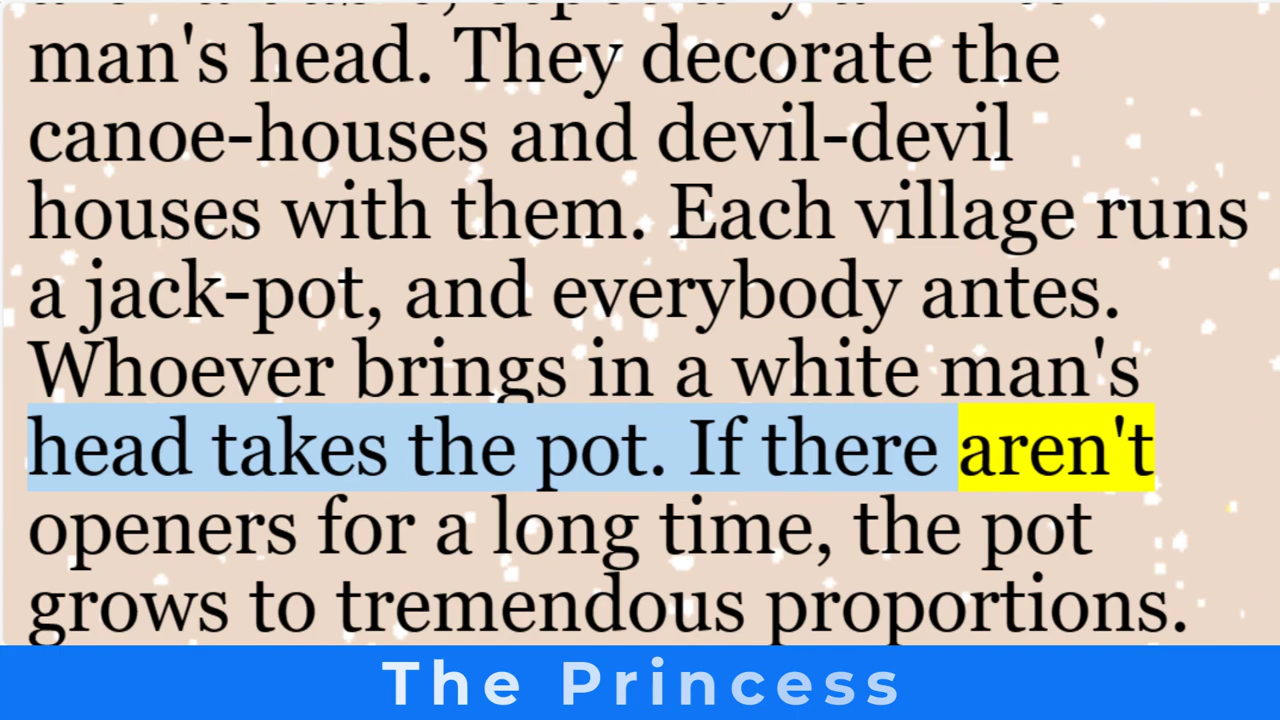 man's head. They decorate the
canoe-houses and devil-devil
houses with them. Each village runs
a jack-pot, and everybody antes.
Whoever brings in a white man's
head takes the pot. If there aren't
openers for a long time, the pot
grows to tremendous proportions.
The Princess